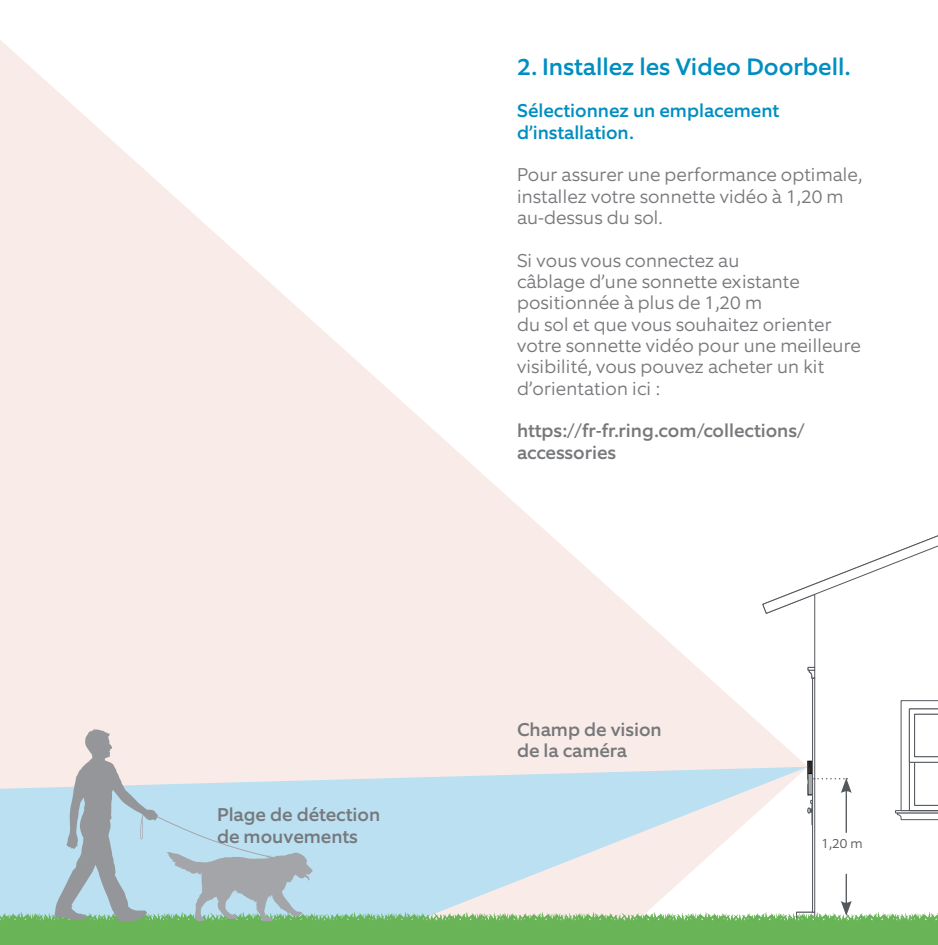 2. Installez les Video Doorbell.
Sélectionnez un emplacement
d’installation.
Pour assurer une performance optimale,
installez votre sonnette vidéo à 1,20 m
au-dessus du sol.
Si vous vous connectez au
câblage d’une sonnette existante
positionnée à plus de 1,20 m
du sol et que vous souhaitez orienter
votre sonnette vidéo pour une meilleure
visibilité, vous pouvez acheter un kit
d’orientation ici :
https://fr-fr.ring.com/collections/
accessories
Champ de vision
de la caméra
Plage de détection
de mouvements
1,20 m